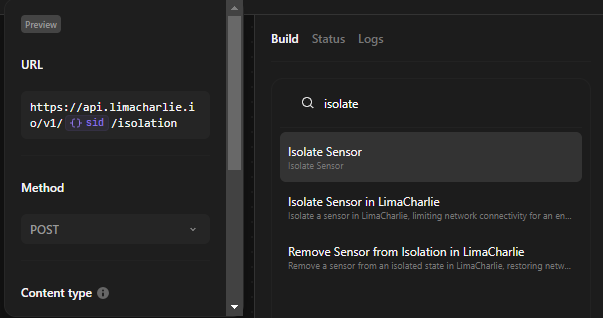 Preview
URL
https://api.limacharlie.i
o/v1/ {} sid /isolation
Method
POST
Content type
Build Status Logs
isolate
Isolate Sensor
Isolate Sensor
Isolate Sensor in LimaCharlie
Isolate a sensor in LimaCharlie, limiting network connectivity for an en...
Remove Sensor from Isolation in LimaCharlie
Remove a sensor from an isolated state in LimaCharlie, restoring netw...